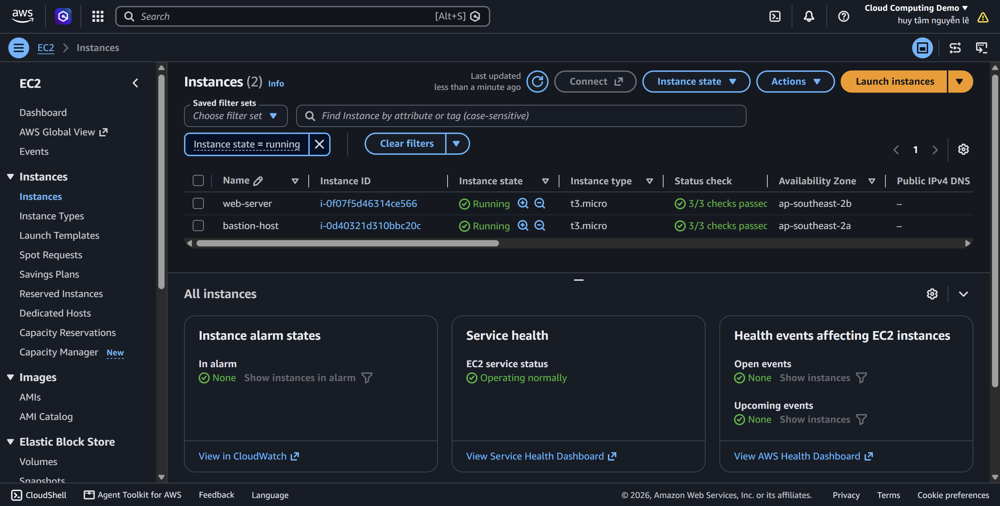 aws
Search [Alt+S]
Cloud Computing Demo
huy tâm nguyễn lê
EC2 Instances
EC2
Dashboard
AWS Global View
Events
Instances
Instances
Instance Types
Launch Templates
Spot Requests
Savings Plans
Reserved Instances
Dedicated Hosts
Capacity Reservations
Capacity Manager New
Images
AMIs
AMI Catalog
Elastic Block Store
Volumes
Snapshots
Instances (2) Info
Last updated
less than a minute ago
Connect
Instance state
Actions
Launch instances
Saved filter sets
Choose filter set
Find Instance by attribute or tag (case-sensitive)
Instance state = running
Clear filters
1
Name Instance ID Instance state Instance type Status check Availability Zone Public IPv4 DNS
web-server i-0f07f5d46314ce566 Running t3.micro 3/3 checks passec ap-southeast-2b –
bastion-host i-0d40321d310bbc20c Running t3.micro 3/3 checks passec ap-southeast-2a –
All instances
Instance alarm states
In alarm
None Show instances in alarm
View in CloudWatch
Service health
EC2 service status
Operating normally
View Service Health Dashboard
Health events affecting EC2 instances
Open events
None Show instances
Upcoming events
None Show instances
View AWS Health Dashboard
CloudShell Agent Toolkit for AWS Feedback Language
© 2026, Amazon Web Services, Inc. or its affiliates. Privacy Terms Cookie preferences